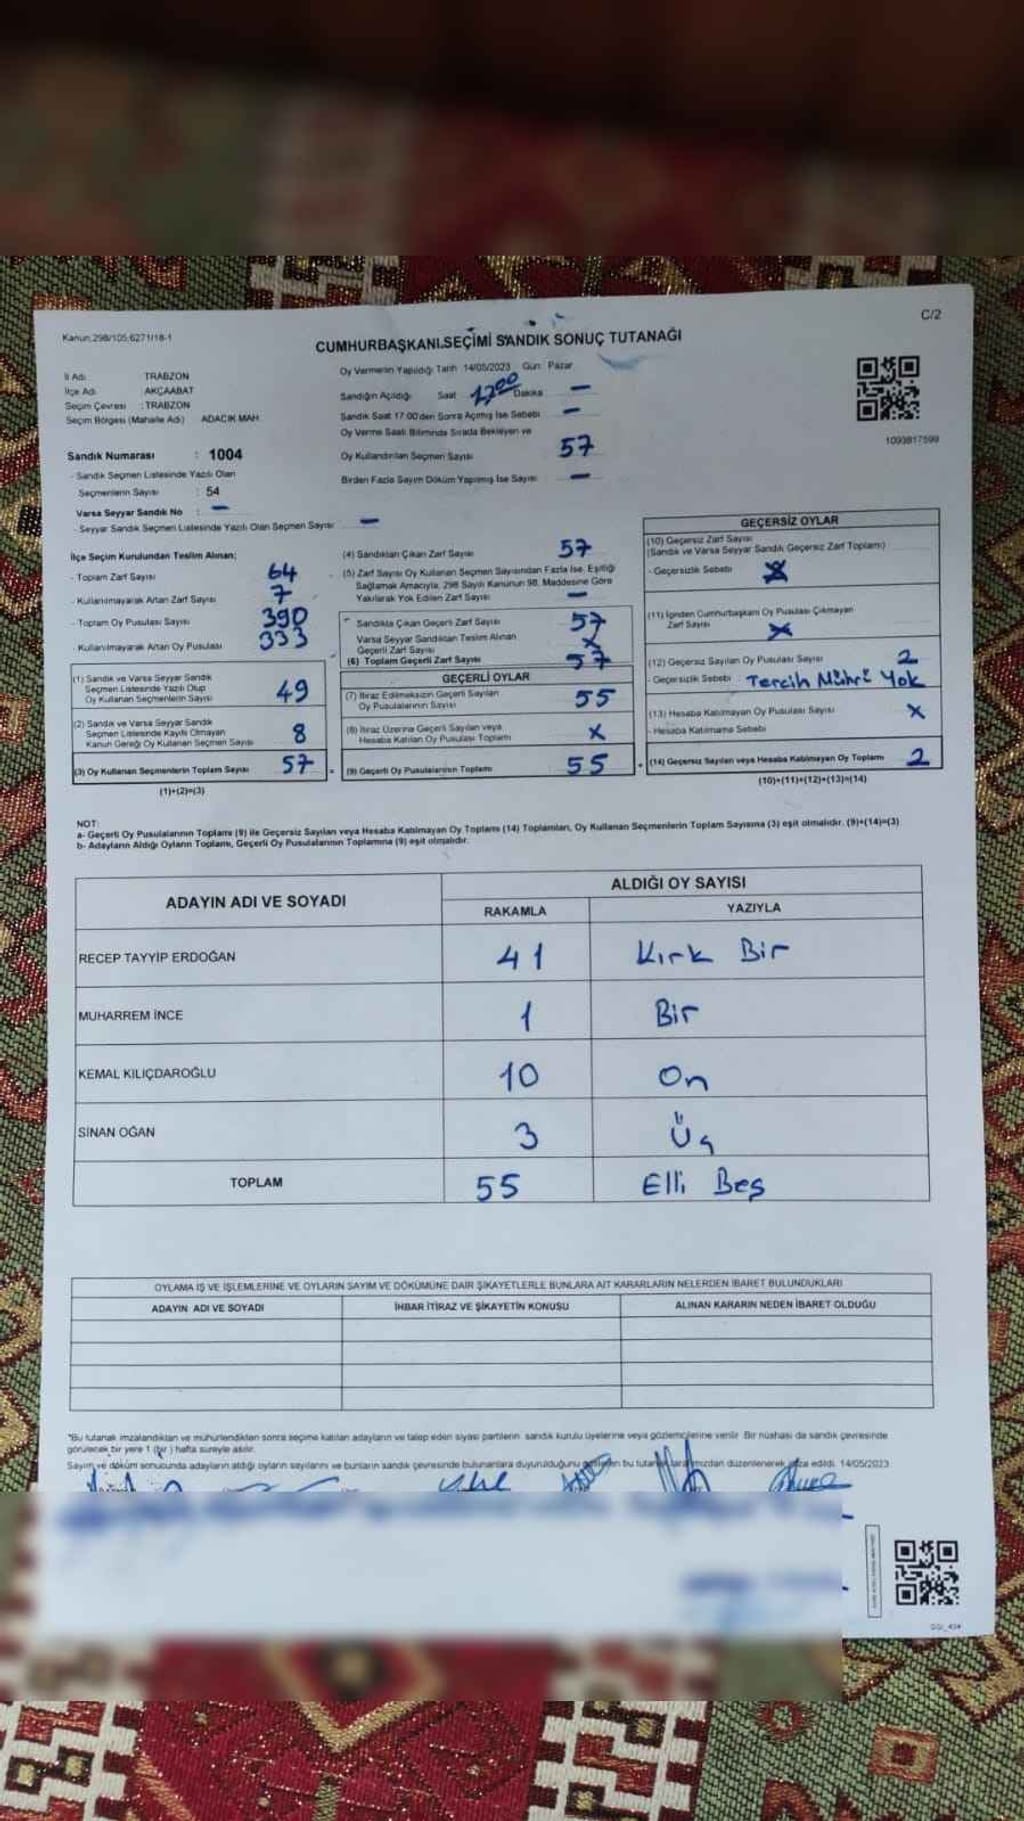 C/2
Kanun:298/105;6271/18-1
CUMHURBAŞKANI SEÇİMİ SANDIK SONUÇ TUTANAĞI
İl Adı TRABZON
İlçe Adı AKÇAABAT
Seçim Çevresi : TRABZON
Seçim Bölgesi (Mahalle Adı) ADACIK MAH.
Oy Vermenin Yapıldığı Tarih 14/05/2023 Gün: Pazar
Sandığın Açıldığı Saat 17:00 Dakika —
Sandık Saat 17:00'den Sonra Açılmış İse Sebebi —
Oy Verme Saati Bitiminde Sırada Bekleyen ve
Oy Kullandırılan Seçmen Sayısı 57
Birden Fazla Sayım Döküm Yapılmış İse Sayısı —
1093817599
Sandık Numarası : 1004
- Sandık Seçmen Listesinde Yazılı Olan
Seçmenlerin Sayısı : 54
Varsa Seyyar Sandık No : —
- Seyyar Sandık Seçmen Listesinde Yazılı Olan Seçmen Sayısı —
İlçe Seçim Kurulundan Teslim Alınan:
- Toplam Zarf Sayısı 64
- Kullanılmayarak Artan Zarf Sayısı 7
- Toplam Oy Pusulası Sayısı 390
- Kullanılmayarak Artan Oy Pusulası 333
(1) Sandık ve Varsa Seyyar Sandık
Seçmen Listesinde Yazılı Olup
Oy Kullanan Seçmenlerin Sayısı 49
(2) Sandık ve Varsa Seyyar Sandık
Seçmen Listesinde Kayıtlı Olmayan
Kanun Gereği Oy Kullanan Seçmen Sayısı 8
(3) Oy Kullanan Seçmenlerin Toplam Sayısı 57
(1)+(2)=(3)
(4) Sandıktan Çıkan Zarf Sayısı 57
(5) Zarf Sayısı Oy Kullanan Seçmen Sayısından Fazla İse, Eşitliği
Sağlamak Amacıyla, 298 Sayılı Kanunun 98. Maddesine Göre
Yakılarak Yok Edilen Zarf Sayısı —
- Sandıkta Çıkan Geçerli Zarf Sayısı 57
Varsa Seyyar Sandıktan Teslim Alınan
Geçerli Zarf Sayısı X
(6) Toplam Geçerli Zarf Sayısı 57
GEÇERLİ OYLAR
(7) İtiraz Edilmeksizin Geçerli Sayılan
Oy Pusulalarının Sayısı 55
(8) İtiraz Üzerine Geçerli Sayılan veya
Hesaba Katılan Oy Pusulası Toplamı X
(9) Geçerli Oy Pusulalarının Toplamı 55
GEÇERSİZ OYLAR
(10) Geçersiz Zarf Sayısı
(Sandık ve Varsa Seyyar Sandık Geçersiz Zarf Toplamı)
- Geçersizlik Sebebi X
(11) İçinden Cumhurbaşkanı Oy Pusulası Çıkmayan
Zarf Sayısı X
(12) Geçersiz Sayılan Oy Pusulası Sayısı 2
- Geçersizlik Sebebi : Tercih Mührü Yok
(13) Hesaba Katılmayan Oy Pusulası Sayısı X
- Hesaba Katılmama Sebebi
(14) Geçersiz Sayılan veya Hesaba Katılmayan Oy Toplamı 2
(10)+(11)+(12)+(13)=(14)
NOT:
a- Geçerli Oy Pusulalarının Toplamı (9) ile Geçersiz Sayılan veya Hesaba Katılmayan Oy Toplamı (14) Toplamları, Oy Kullanan Seçmenlerin Toplam Sayısına (3) eşit olmalıdır. (9)+(14)=(3)
b- Adayların Aldığı Oyların Toplamı, Geçerli Oy Pusulalarının Toplamına (9) eşit olmalıdır.
ADAYIN ADI VE SOYADI
ALDIĞI OY SAYISI
RAKAMLA YAZIYLA
RECEP TAYYİP ERDOĞAN 41 Kırk Bir
MUHARREM İNCE 1 Bir
KEMAL KILIÇDAROĞLU 10 On
SİNAN OĞAN 3 Üç
TOPLAM 55 Elli Beş
OYLAMA İŞ VE İŞLEMLERİNE VE OYLARIN SAYIM VE DÖKÜMÜNE DAİR ŞİKAYETLERLE BUNLARA AİT KARARLARIN NELERDEN İBARET BULUNDUKLARI
ADAYIN ADI VE SOYADI İHBAR İTİRAZ VE ŞİKAYETİN KONUSU ALINAN KARARIN NEDEN İBARET OLDUĞU
*Bu tutanak imzalandıktan ve mühürlendikten sonra seçime katılan adayların ve talep eden siyasi partilerin sandık kurulu üyelerine veya gözlemcilerine verilir. Bir nüshası da sandık çevresinde
görülecek bir yere 1 (bir) hafta süreyle asılır.
Sayım ve döküm sonucunda adayların aldığı oyların sayılarını ve bunların sandık çevresinde bulunanlara duyurulduğunu bu tutanak düzenlenerek imza edildi. 14/05/2023